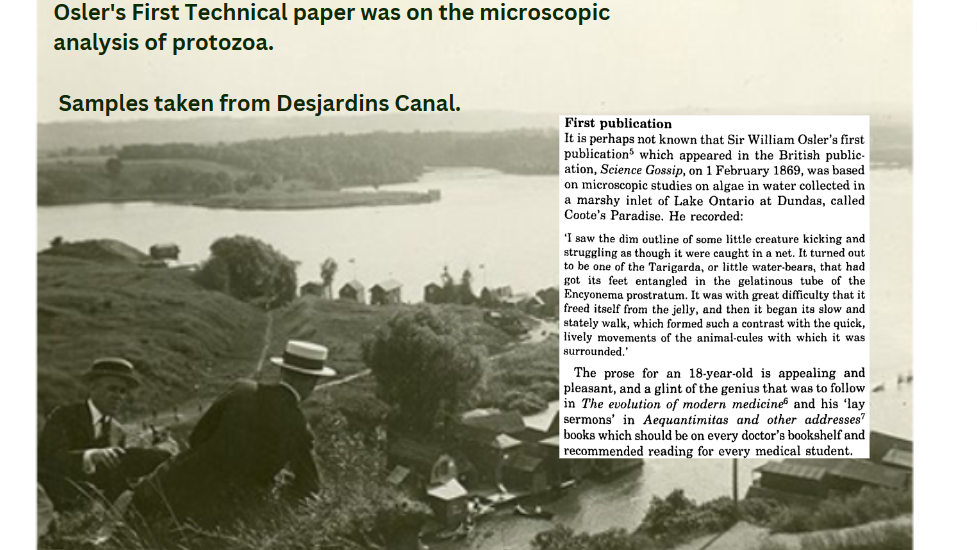 Osler's First Technical paper was on the microscopic
analysis of protozoa.
Samples taken from Desjardins Canal.
First publication
It is perhaps not known that Sir William Osler's first
publication⁵ which appeared in the British public-
ation, Science Gossip, on 1 February 1869, was based
on microscopic studies on algae in water collected in
a marshy inlet of Lake Ontario at Dundas, called
Coote's Paradise. He recorded:
'I saw the dim outline of some little creature kicking and
struggling as though it were caught in a net. It turned out
to be one of the Tarigarda, or little water-bears, that had
got its feet entangled in the gelatinous tube of the
Encyonema prostratum. It was with great difficulty that it
freed itself from the jelly, and then it began its slow and
stately walk, which formed such a contrast with the quick,
lively movements of the animal-cules with which it was
surrounded.'
The prose for an 18-year-old is appealing and
pleasant, and a glint of the genius that was to follow
in The evolution of modern medicine⁶ and his 'lay
sermons' in Aequantimitas and other addresses⁷
books which should be on every doctor's bookshelf and
recommended reading for every medical student.